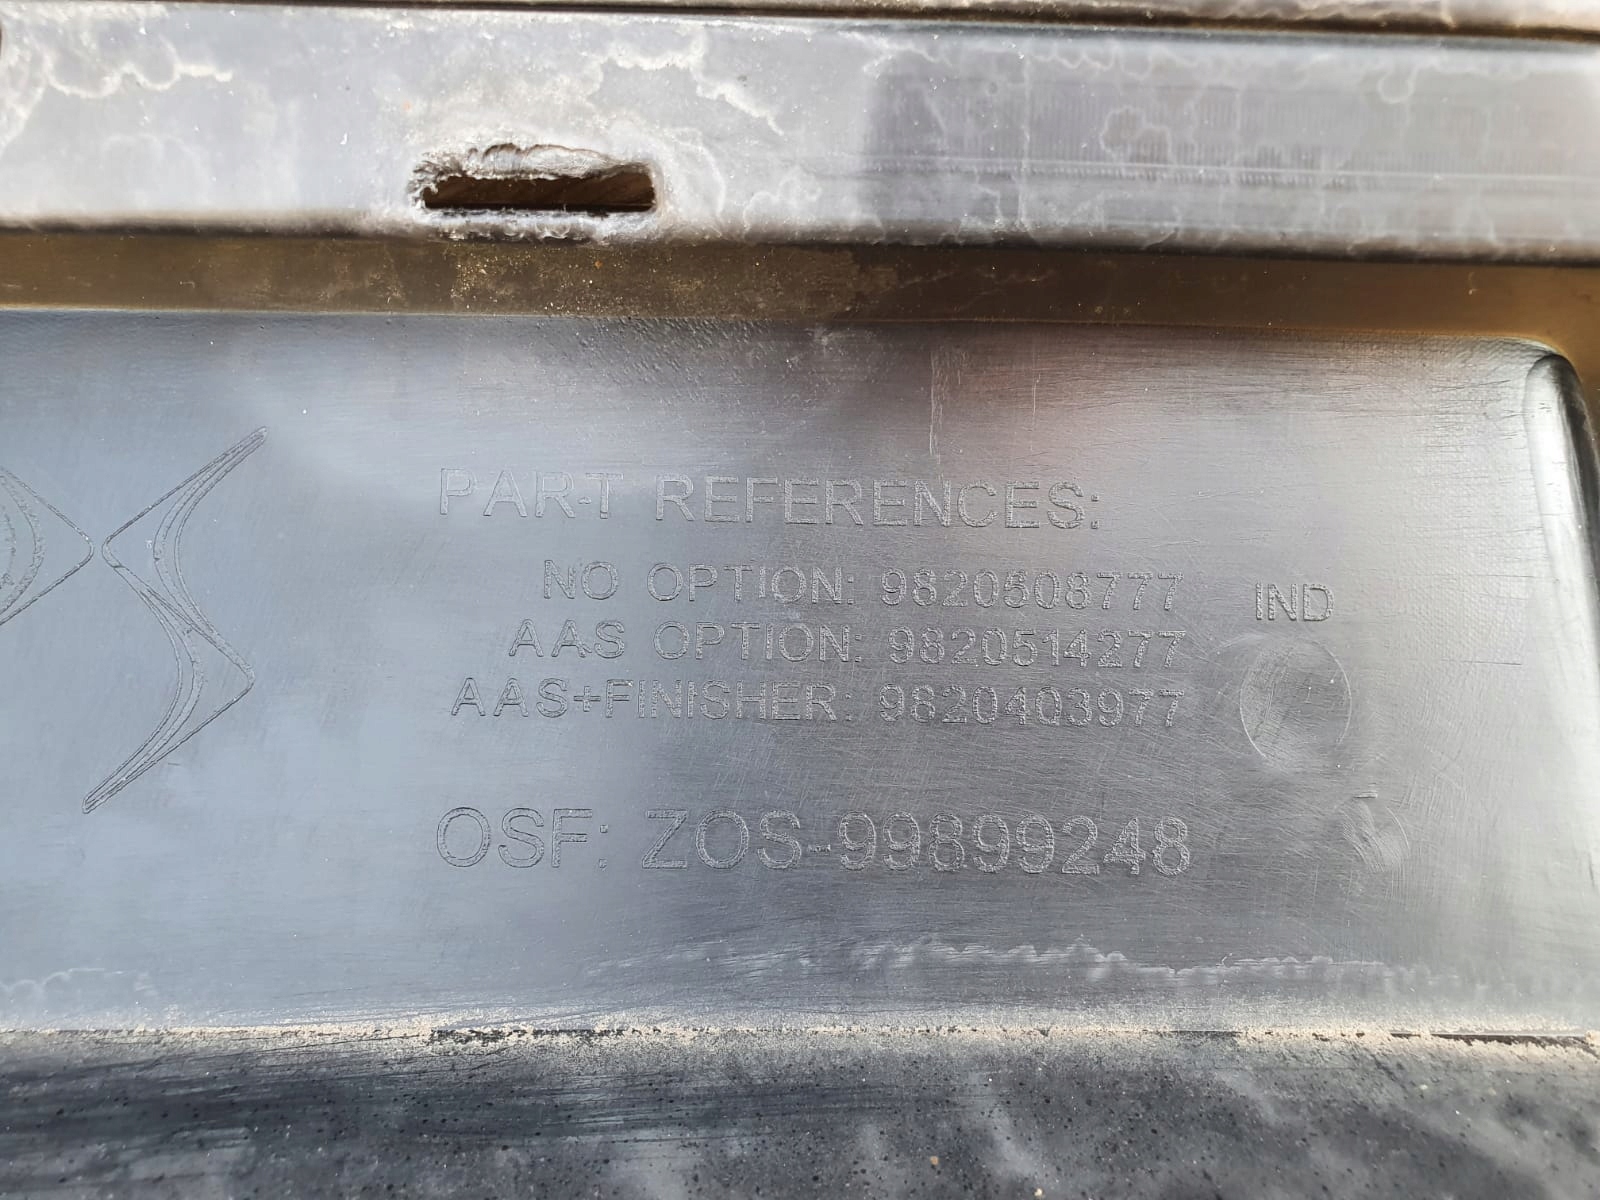 PART REFERENCES:
NO OPTION: 9820508777 IND
AAS OPTION: 9820514277
AAS+FINISHER: 9820403977
OSF: ZOS-99899248